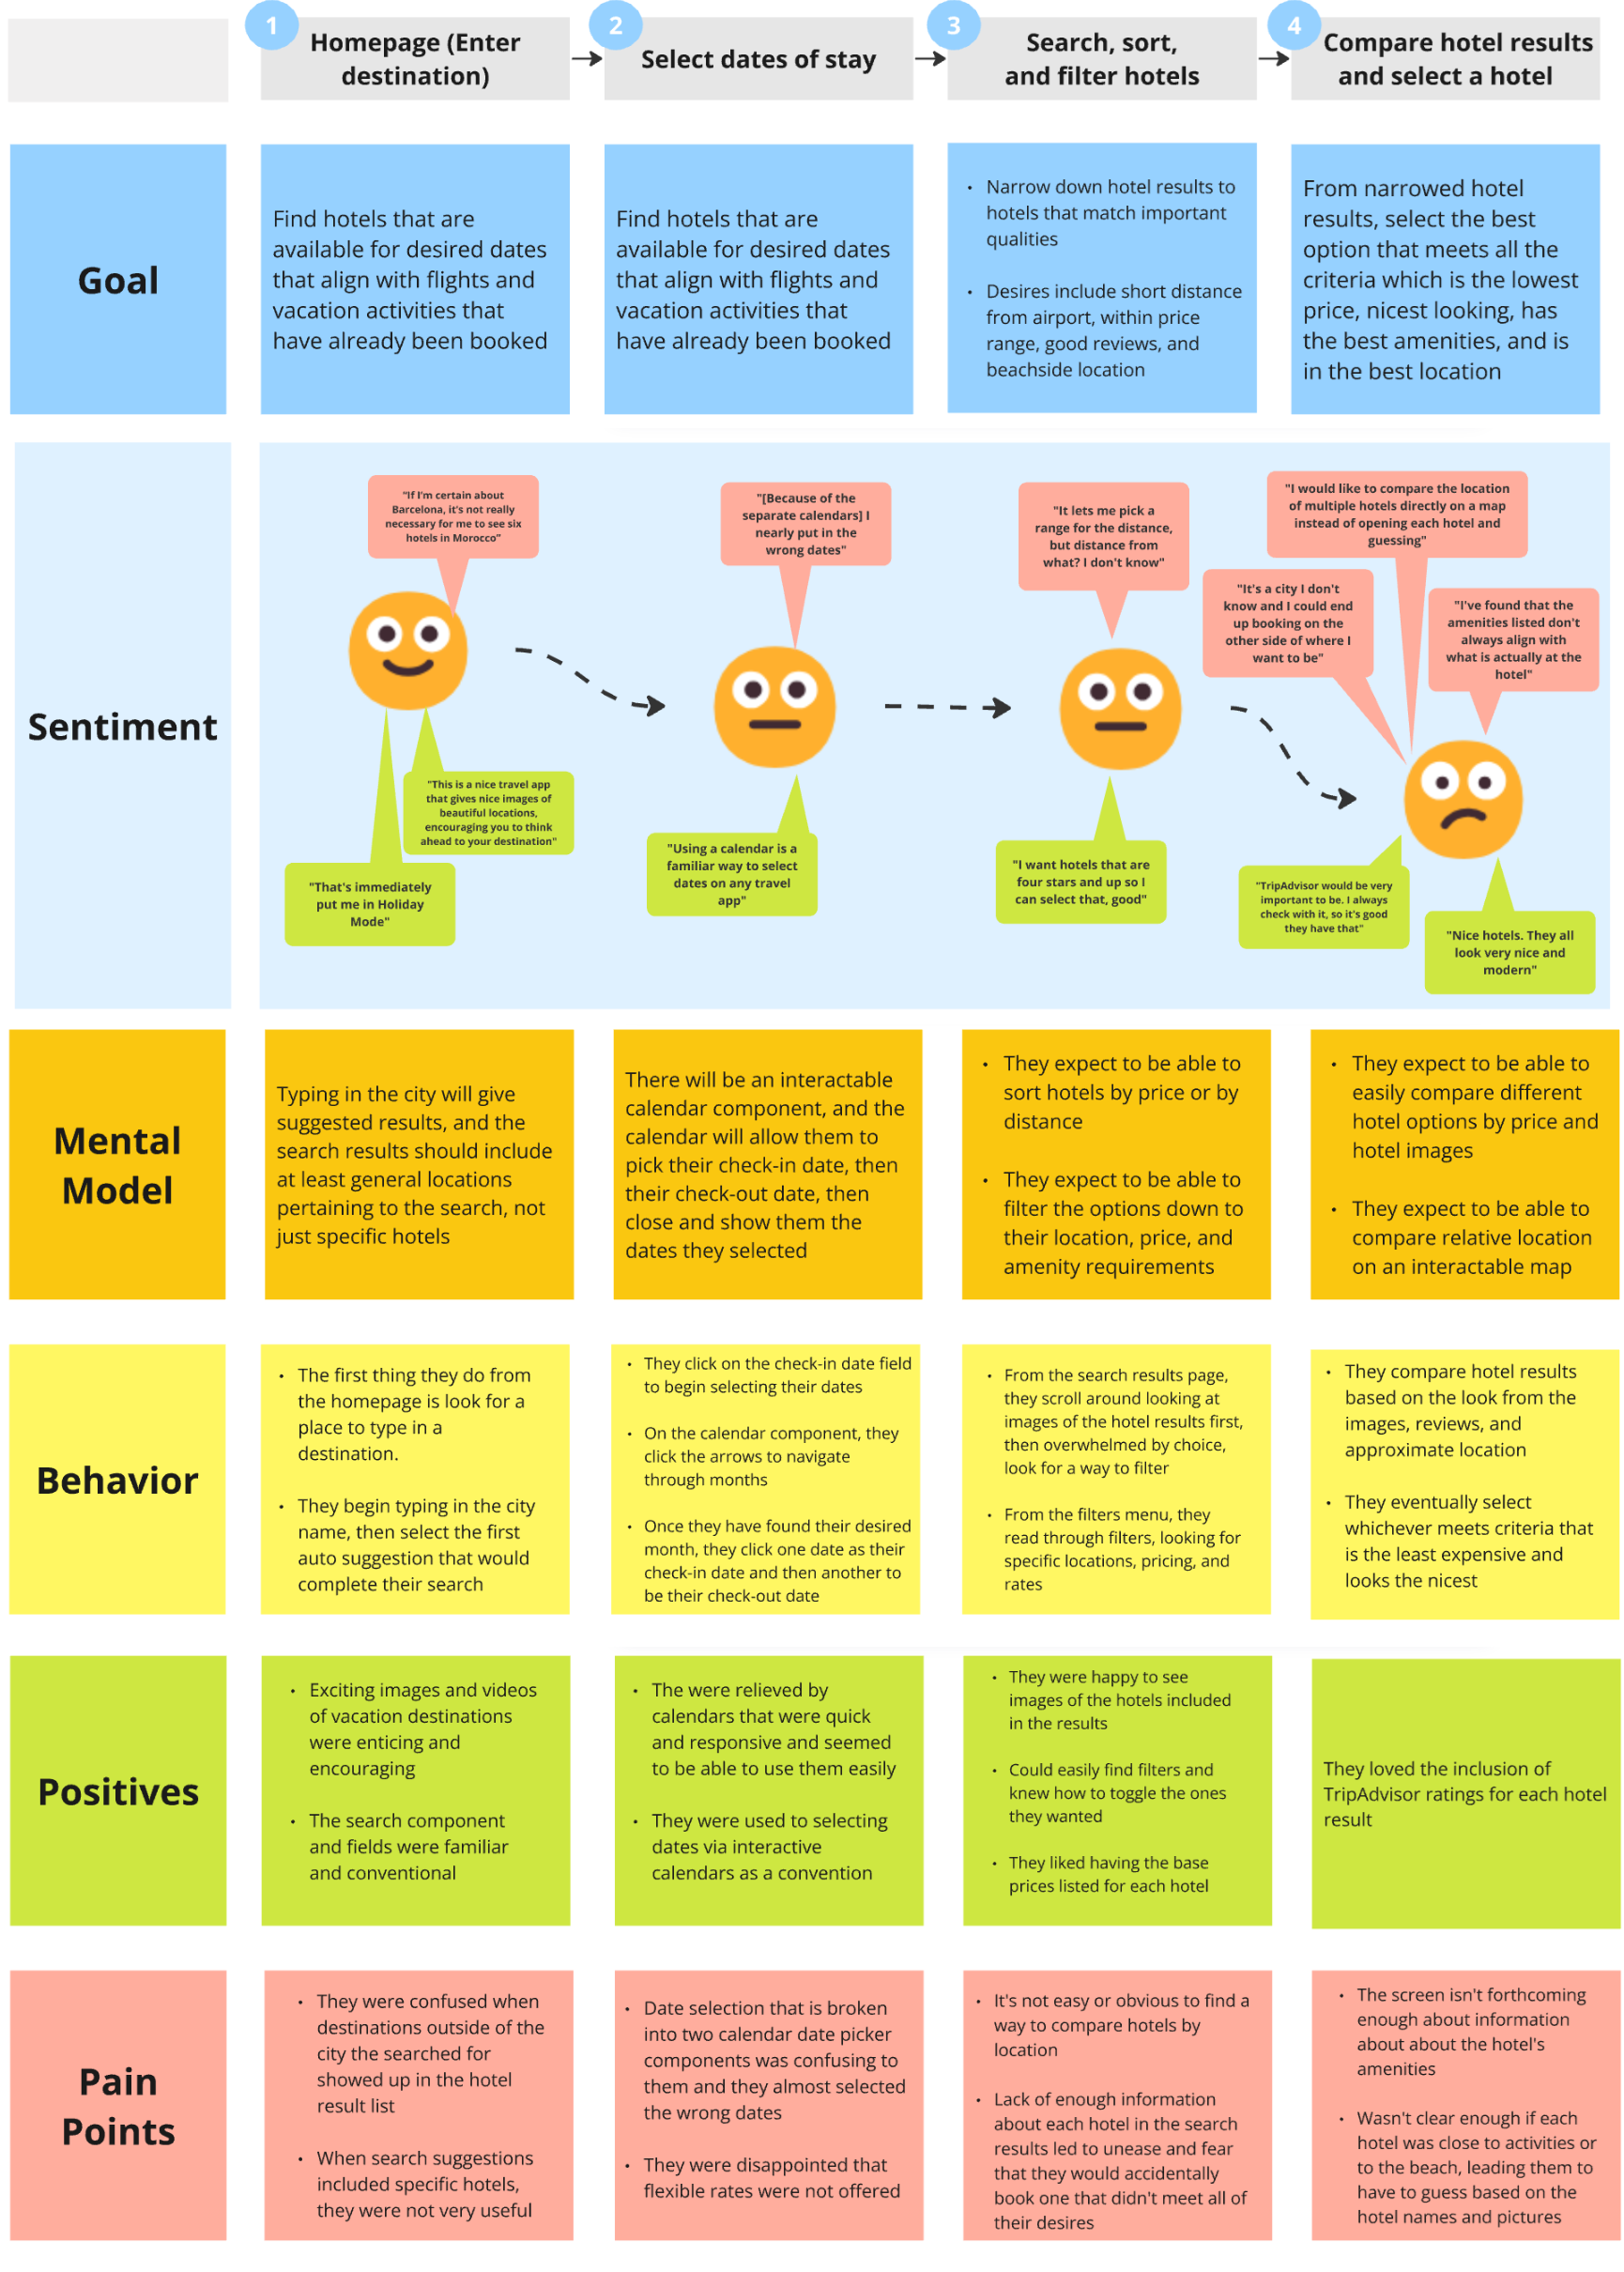 1
Homepage (Enter
destination)
2
Select dates of stay
3
Search, sort,
and filter hotels
4
Compare hotel results
and select a hotel
Goal
Find hotels that are
available for desired dates
that align with flights and
vacation activities that
have already been booked
Find hotels that are
available for desired dates
that align with flights and
vacation activities that
have already been booked
• Narrow down hotel results to
hotels that match important
qualities
• Desires include short distance
from airport, within price
range, good reviews, and
beachside location
From narrowed hotel
results, select the best
option that meets all the
criteria which is the lowest
price, nicest looking, has
the best amenities, and is
in the best location
Sentiment
"If I'm certain about
Barcelona, it's not really
necessary for me to see six
hotels in Morocco"
"This is a nice travel app
that gives nice images of
beautiful locations,
encouraging you to think
ahead to your destination"
"That's immediately
put me in Holiday
Mode"
"[Because of the
separate calendars] I
nearly put in the
wrong dates"
"Using a calendar is a
familiar way to select
dates on any travel
app"
"It lets me pick a
range for the distance,
but distance from
what? I don't know"
"I want hotels that are
four stars and up so I
can select that, good"
"I would like to compare the location
of multiple hotels directly on a map
instead of opening each hotel and
guessing"
"It's a city I don't
know and I could end
up booking on the
other side of where I
want to be"
"I've found that the
amenities listed don't
always align with
what is actually at the
hotel"
"TripAdvisor would be very
important to be. I always
check with it, so it's good
they have that"
"Nice hotels. They all
look very nice and
modern"
Mental
Model
Typing in the city will give
suggested results, and the
search results should include
at least general locations
pertaining to the search, not
just specific hotels
There will be an interactable
calendar component, and the
calendar will allow them to
pick their check-in date, then
their check-out date, then
close and show them the
dates they selected
• They expect to be able to
sort hotels by price or by
distance
• They expect to be able to
filter the options down to
their location, price, and
amenity requirements
• They expect to be able to
easily compare different
hotel options by price and
hotel images
• They expect to be able to
compare relative location
on an interactable map
Behavior
• The first thing they do from
the homepage is look for a
place to type in a
destination.
• They begin typing in the city
name, then select the first
auto suggestion that would
complete their search
• They click on the check-in date field
to begin selecting their dates
• On the calendar component, they
click the arrows to navigate
through months
• Once they have found their desired
month, they click one date as their
check-in date and then another to
be their check-out date
• From the search results page,
they scroll around looking at
images of the hotel results first,
then overwhelmed by choice,
look for a way to filter
• From the filters menu, they
read through filters, looking for
specific locations, pricing, and
rates
• They compare hotel results
based on the look from the
images, reviews, and
approximate location
• They eventually select
whichever meets criteria that
is the least expensive and
looks the nicest
Positives
• Exciting images and videos
of vacation destinations
were enticing and
encouraging
• The search component
and fields were familiar
and conventional
• The were relieved by
calendars that were quick
and responsive and seemed
to be able to use them easily
• They were used to selecting
dates via interactive
calendars as a convention
• They were happy to see
images of the hotels included
in the results
• Could easily find filters and
knew how to toggle the ones
they wanted
• They liked having the base
prices listed for each hotel
They loved the inclusion of
TripAdvisor ratings for each hotel
result
Pain
Points
• They were confused when
destinations outside of the
city the searched for
showed up in the hotel
result list
• When search suggestions
included specific hotels,
they were not very useful
• Date selection that is broken
into two calendar date picker
components was confusing to
them and they almost selected
the wrong dates
• They were disappointed that
flexible rates were not offered
• It's not easy or obvious to find a
way to compare hotels by
location
• Lack of enough information
about each hotel in the search
results led to unease and fear
that they would accidentally
book one that didn't meet all of
their desires
• The screen isn't forthcoming
enough about information
about about the hotel's
amenities
• Wasn't clear enough if each
hotel was close to activities or
to the beach, leading them to
have to guess based on the
hotel names and pictures